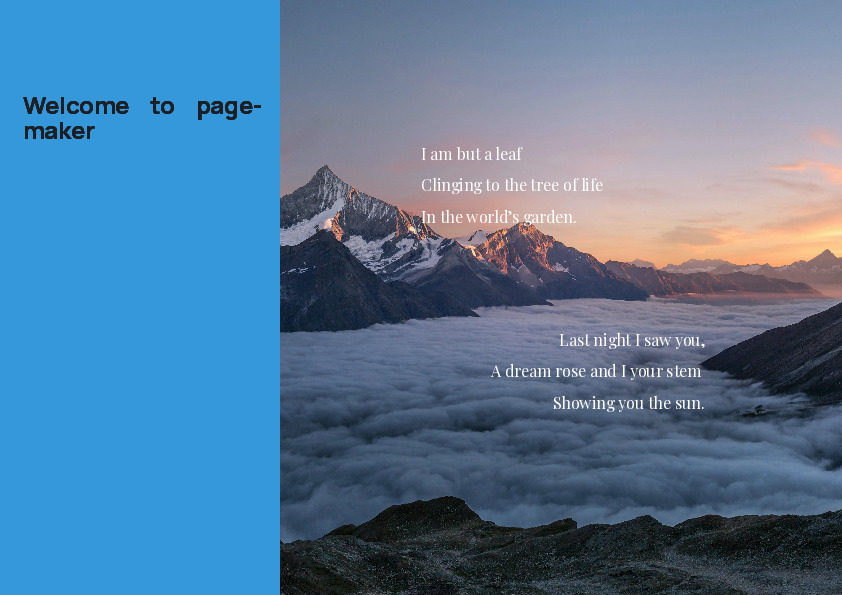 Welcome to page-
maker
I am but a leaf
Clinging to the tree of life
In the world’s garden.
Last night I saw you,
A dream rose and I your stem
Showing you the sun.